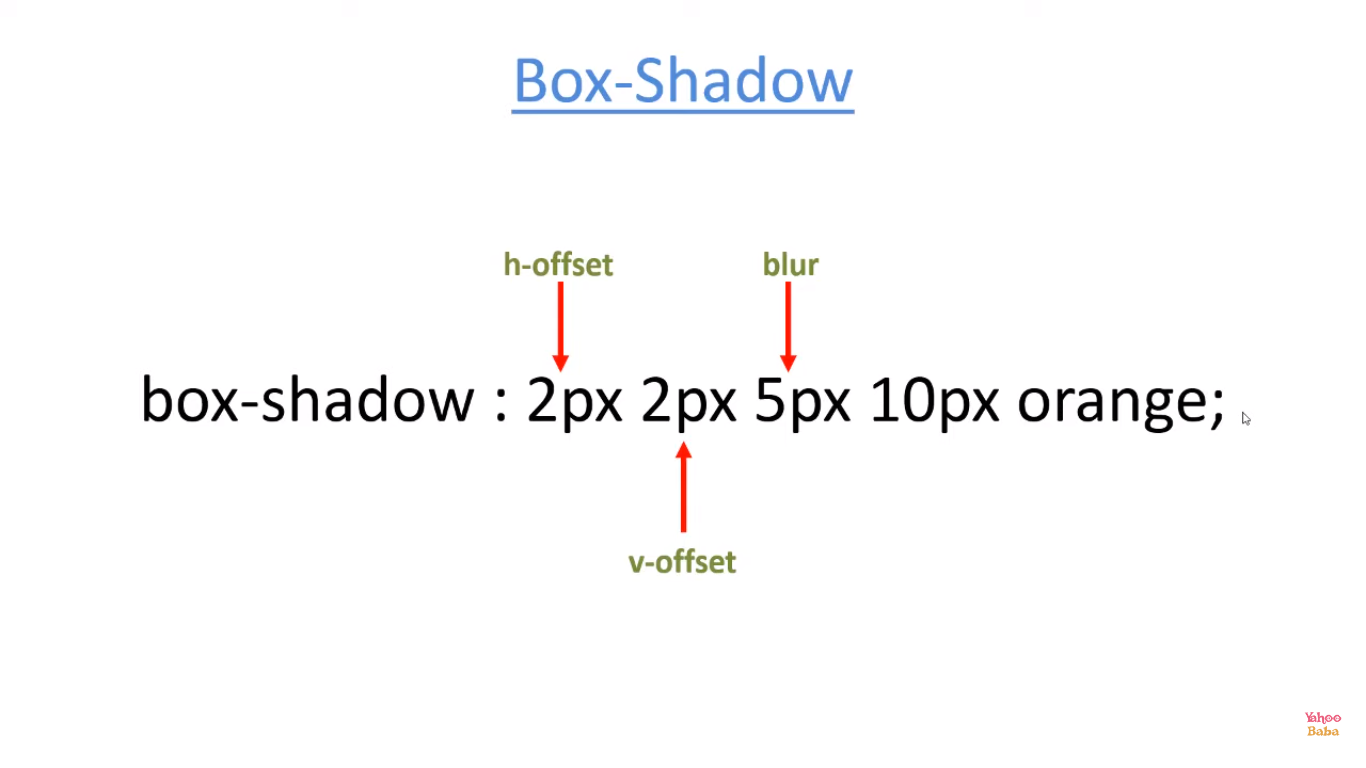 Box-Shadow
h-offset blur
box-shadow : 2px 2px 5px 10px orange;
v-offset
Yahoo
Baba